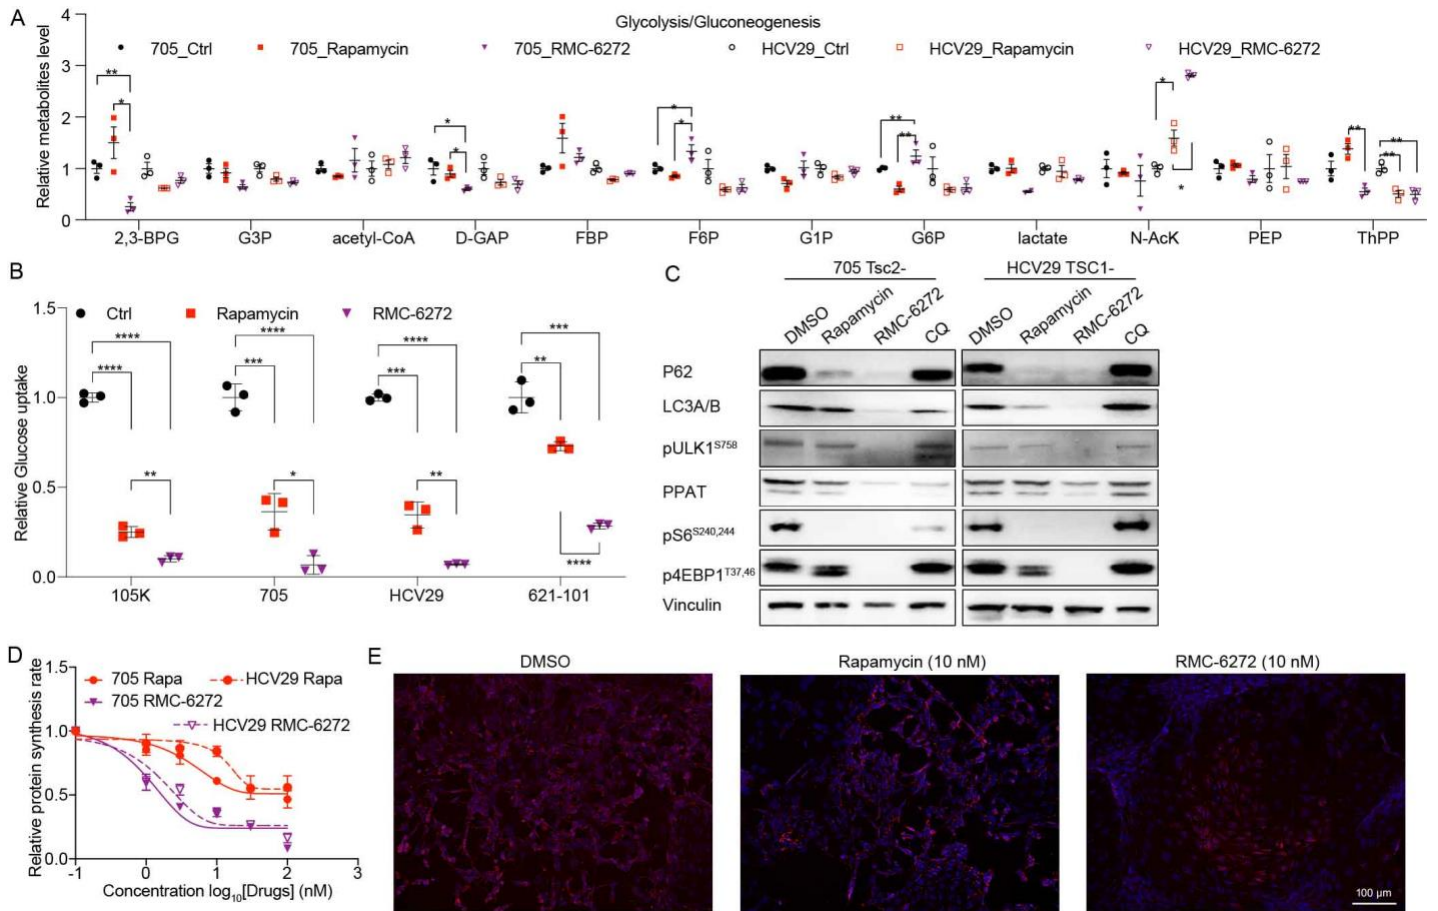 A
Glycolysis/Gluconeogenesis
705_Ctrl 705_Rapamycin 705_RMC-6272 HCV29_Ctrl HCV29_Rapamycin HCV29_RMC-6272
Relative metabolites level
4
3
2
1
0
** * * * * * ** ** * * ** ** **
2,3-BPG G3P acetyl-CoA D-GAP FBP F6P G1P G6P lactate N-AcK PEP ThPP
B
Ctrl Rapamycin RMC-6272
Relative Glucose uptake
1.5
1.0
0.5
0.0
**** **** **
**** *** *
**** *** **
*** ** ****
105K 705 HCV29 621-101
C
705 Tsc2- HCV29 TSC1-
DMSO Rapamycin RMC-6272 CQ DMSO Rapamycin RMC-6272 CQ
P62
LC3A/B
pULK1S758
PPAT
pS6S240,244
p4EBP1T37,46
Vinculin
D
Relative protein synthesis rate
1.5
1.0
0.5
0.0
705 Rapa HCV29 Rapa
705 RMC-6272
HCV29 RMC-6272
-1 0 1 2 3
Concentration log10[Drugs] (nM)
E
DMSO Rapamycin (10 nM) RMC-6272 (10 nM)
100 µm